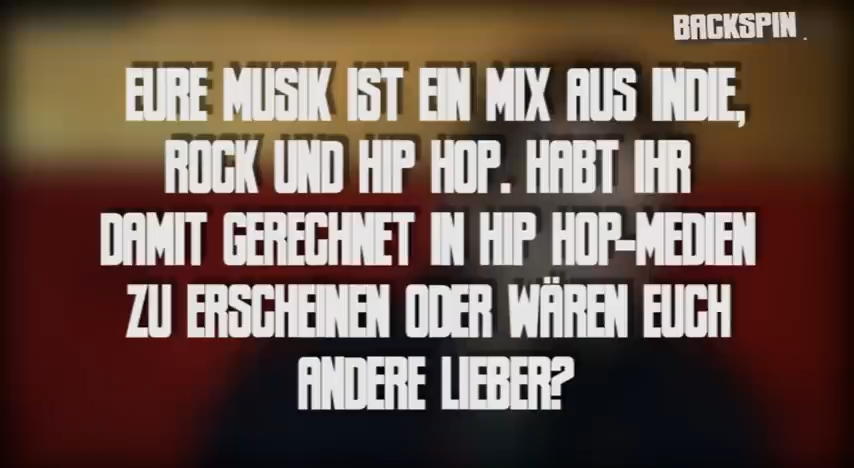 BACKSPIN
EURE MUSIK IST EIN MIX AUS INDIE,
ROCK UND HIP HOP. HABT IHR
DAMIT GERECHNET IN HIP HOP-MEDIEN
ZU ERSCHEINEN ODER WÄREN EUCH
ANDERE LIEBER?